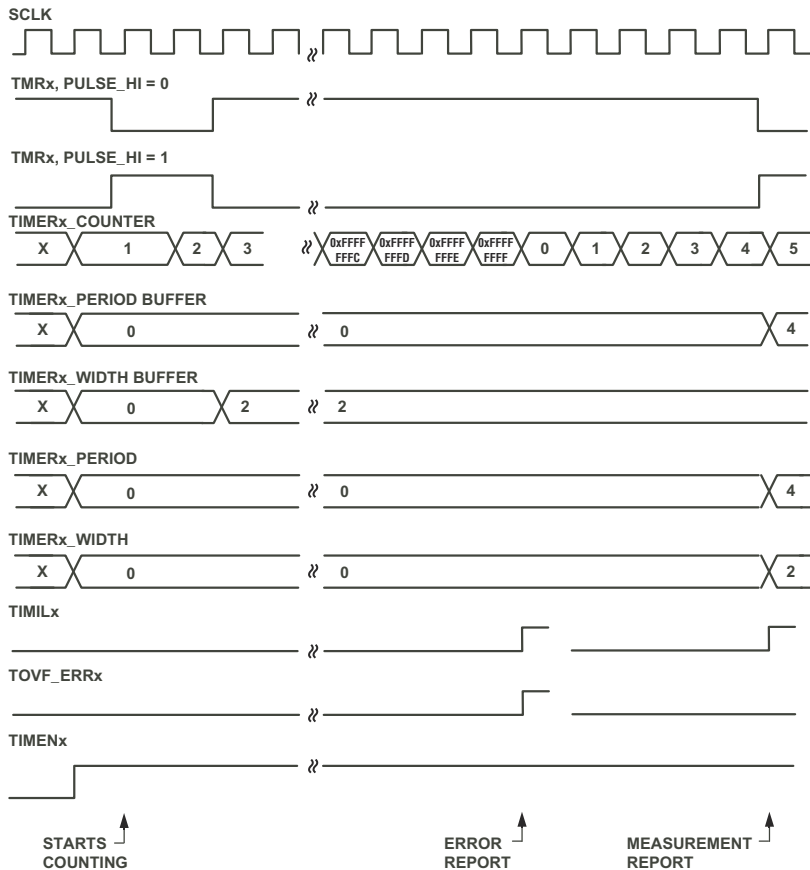 SCLK
TMRx, PULSE_HI = 0
TMRx, PULSE_HI = 1
TIMERx_COUNTER
X 1 2 3 0xFFFF FFFC 0xFFFF FFFD 0xFFFF FFFE 0xFFFF FFFF 0 1 2 3 4 5
TIMERx_PERIOD BUFFER
X 0 0 4
TIMERx_WIDTH BUFFER
X 0 2 2
TIMERx_PERIOD
X 0 0 4
TIMERx_WIDTH
X 0 0 2
TIMILx
TOVF_ERRx
TIMENx
STARTS COUNTING
ERROR REPORT
MEASUREMENT REPORT